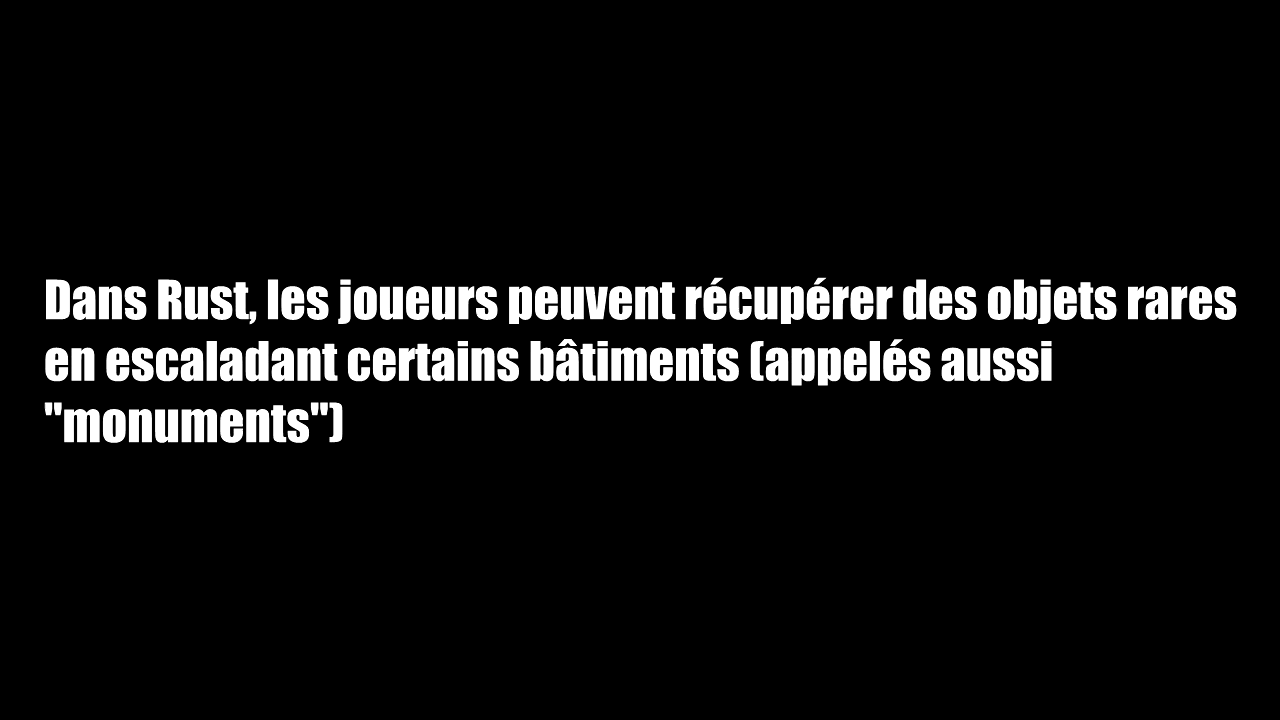 Dans Rust, les joueurs peuvent récupérer des objets rares
en escaladant certains bâtiments (appelés aussi
"monuments")